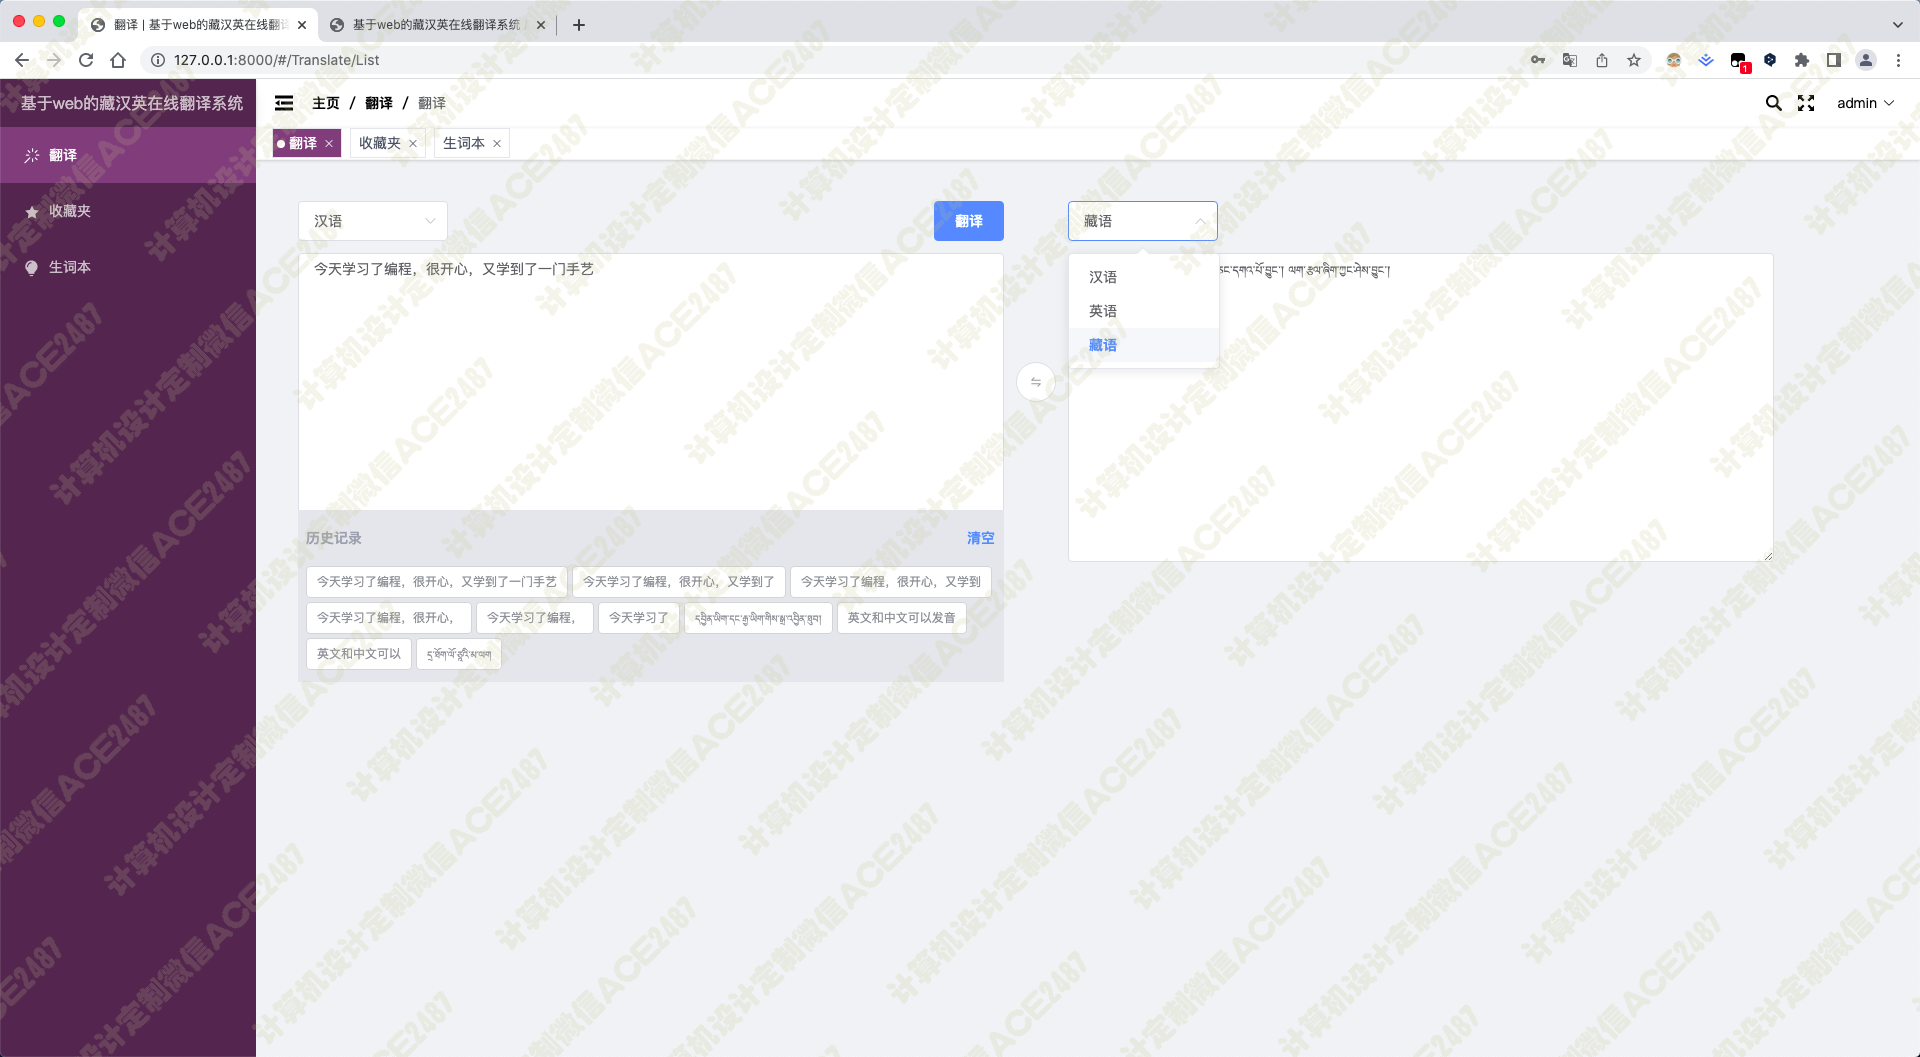 翻译 | 基于web的藏汉英在线翻译
基于web的藏汉英在线翻译系统
127.0.0.1:8000/#/Translate/List
1
基于web的藏汉英在线翻译系统
主页 / 翻译 / 翻译
admin
翻译
收藏夹
生词本
翻译
收藏夹
生词本
汉语
翻译
藏语
今天学习了编程，很开心，又学到了一门手艺
ཅང་དགའ་པོ་བྱུང་། ལག་རྩལ་ཞིག་ཀྱང་ཤེས་བྱུང་།
汉语
英语
藏语
⇋
历史记录
清空
今天学习了编程，很开心，又学到了一门手艺
今天学习了编程，很开心，又学到了
今天学习了编程，很开心，又学到
今天学习了编程，很开心，
今天学习了编程，
今天学习了
དབྱིན་ཡིག་དང་རྒྱ་ཡིག་གིས་སྒྲ་འབྱིན་ཐུབ།
英文和中文可以发音
英文和中文可以
计算机设计定制微信ACE2487